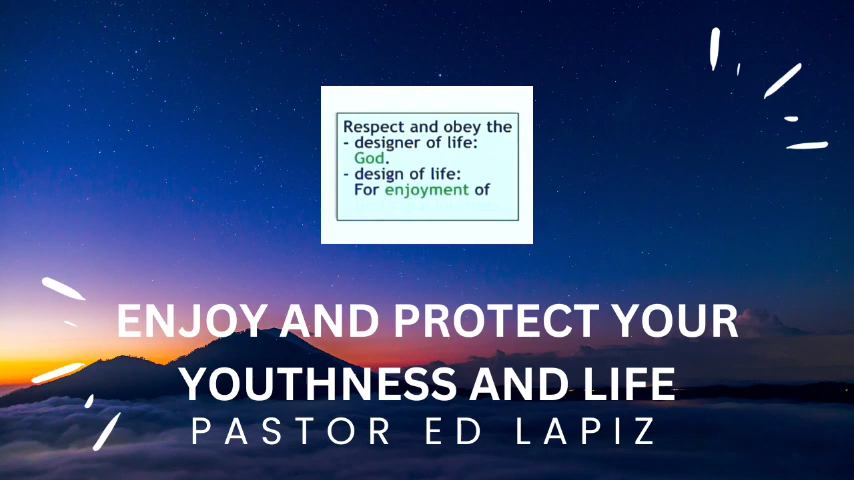 Respect and obey the
- designer of life:
God.
- design of life:
For enjoyment of
ENJOY AND PROTECT YOUR
YOUTHNESS AND LIFE
PASTOR ED LAPIZ